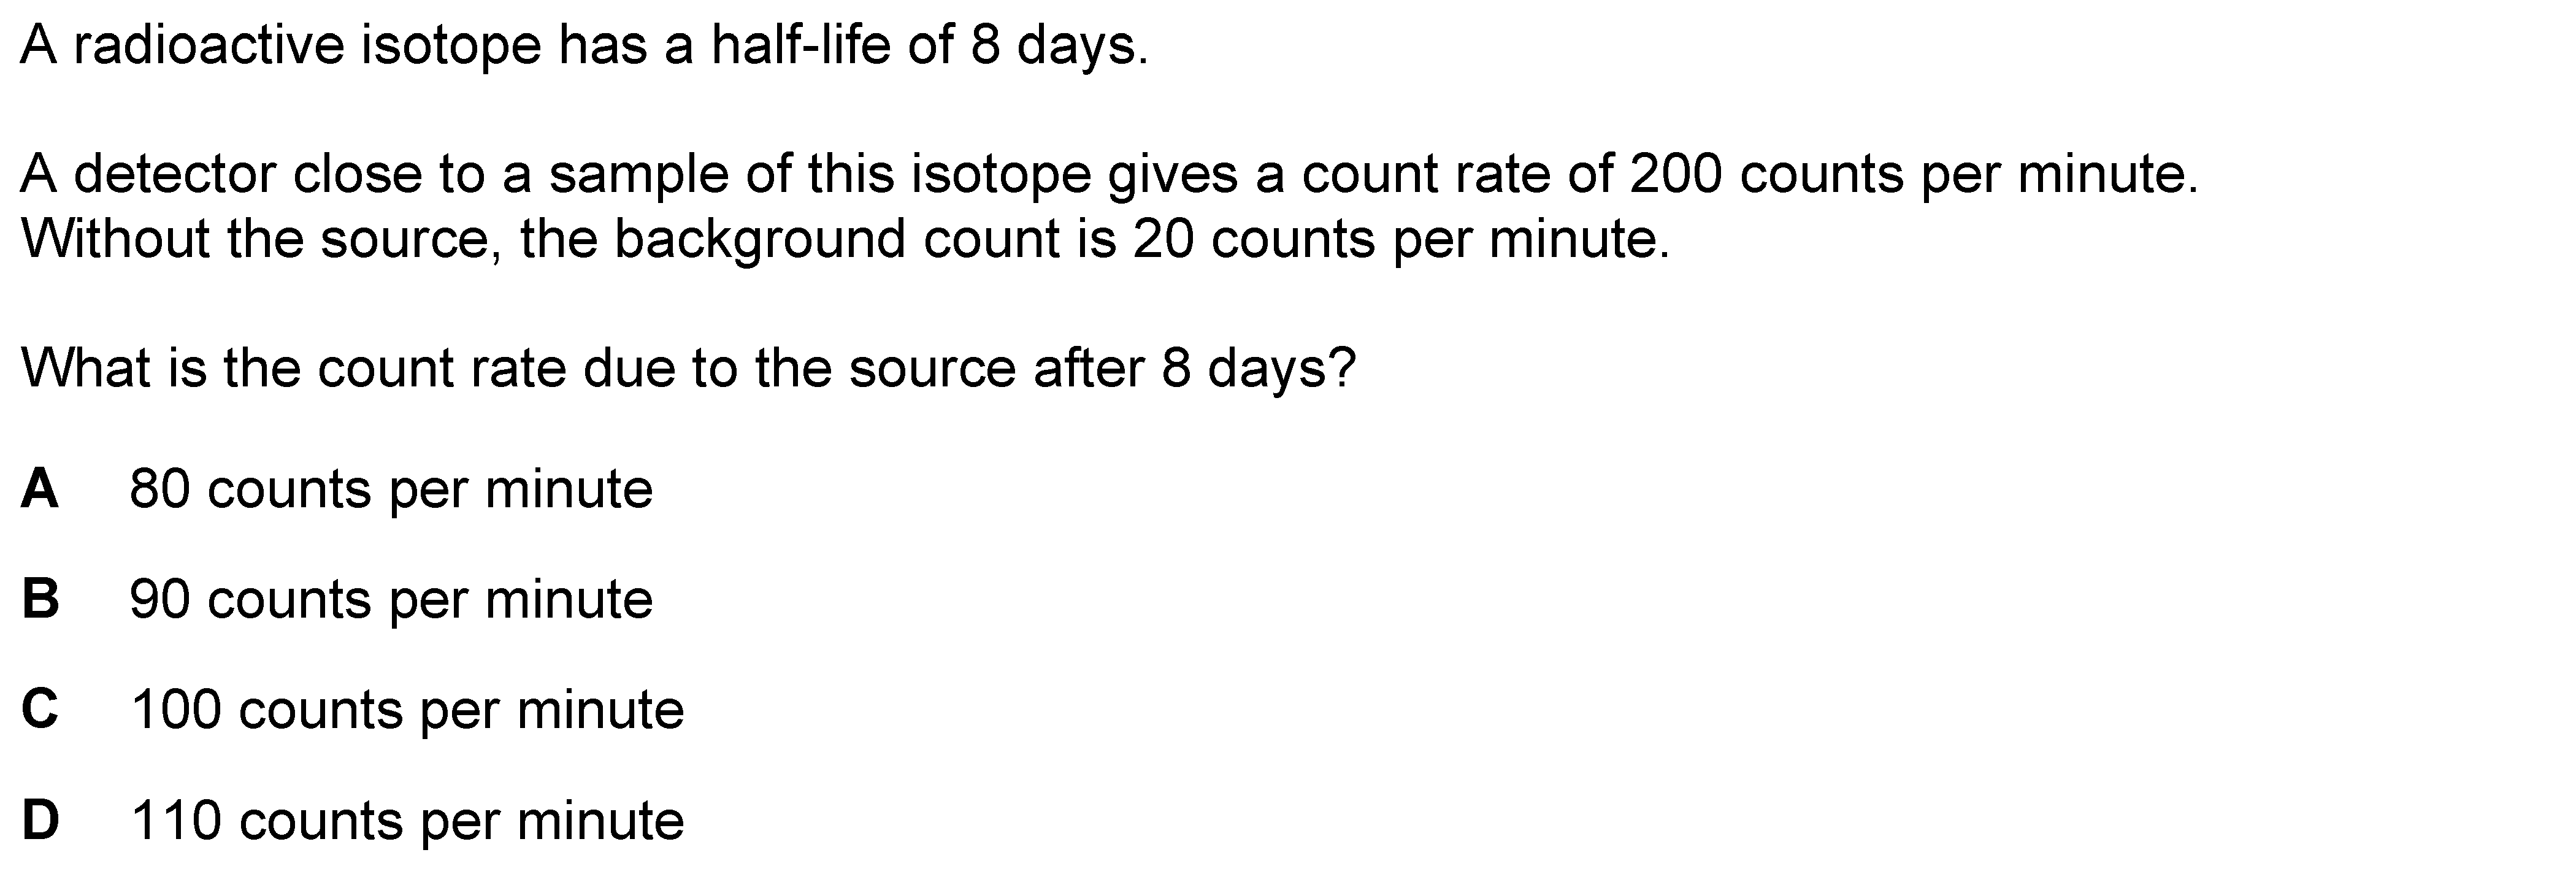 A radioactive isotope has a half-life of 8 days.
A detector close to a sample of this isotope gives a count rate of 200 counts per minute.
Without the source, the background count is 20 counts per minute.
What is the count rate due to the source after 8 days?
A 80 counts per minute
B 90 counts per minute
C 100 counts per minute
D 110 counts per minute